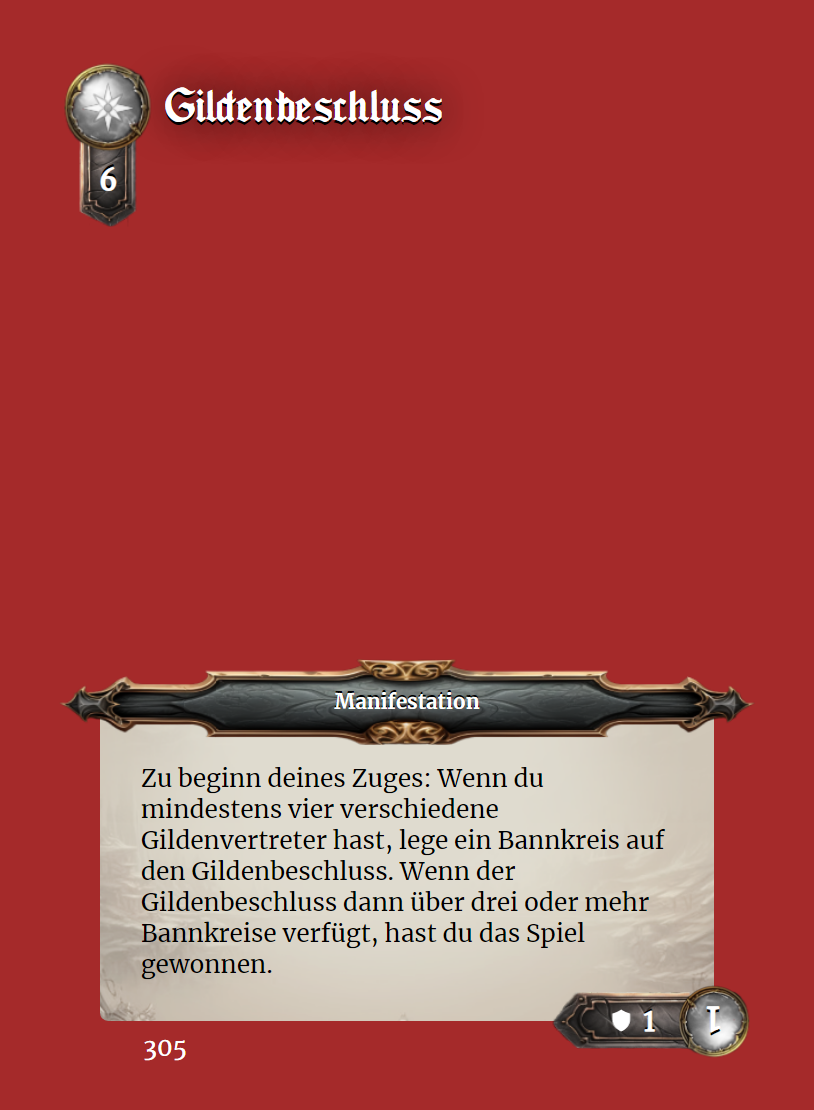 Gildenbeschluss
6
Manifestation
Zu beginn deines Zuges: Wenn du
mindestens vier verschiedene
Gildenvertreter hast, lege ein Bannkreis auf
den Gildenbeschluss. Wenn der
Gildenbeschluss dann über drei oder mehr
Bannkreise verfügt, hast du das Spiel
gewonnen.
1
1
305